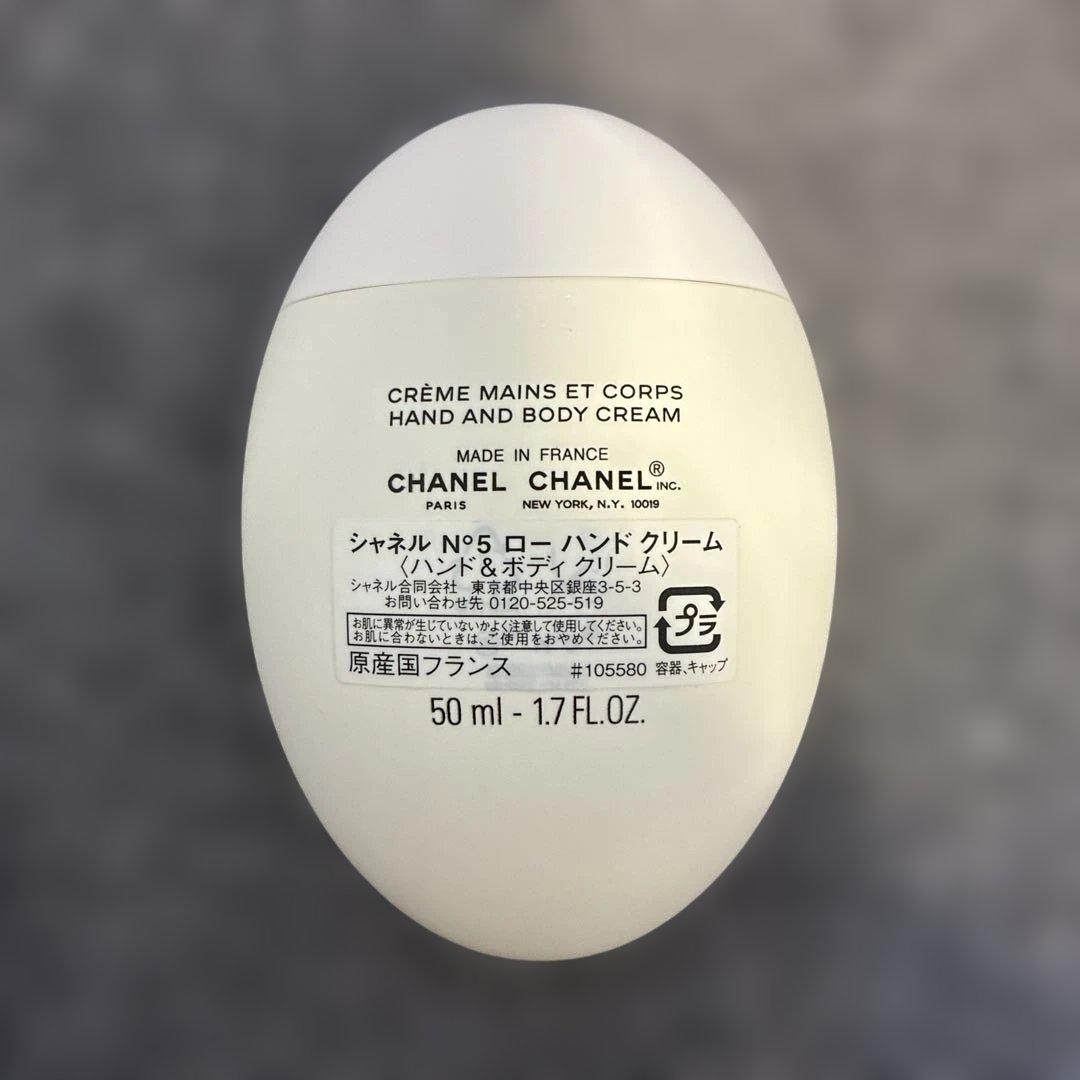 CRÈME MAINS ET CORPS
HAND AND BODY CREAM
MADE IN FRANCE
CHANEL CHANEL® INC.
PARIS NEW YORK, N.Y. 10019
シャネル N°5 ロー ハンド クリーム
〈ハンド＆ボディ クリーム〉
シャネル合同会社 東京都中央区銀座3-5-3
お問い合わせ先 0120-525-519
お肌に異常が生じていないかよく注意して使用してください。
お肌に合わないときは、ご使用をおやめください。
プラ
原産国フランス #105580 容器、キャップ
50 ml - 1.7 FL.OZ.